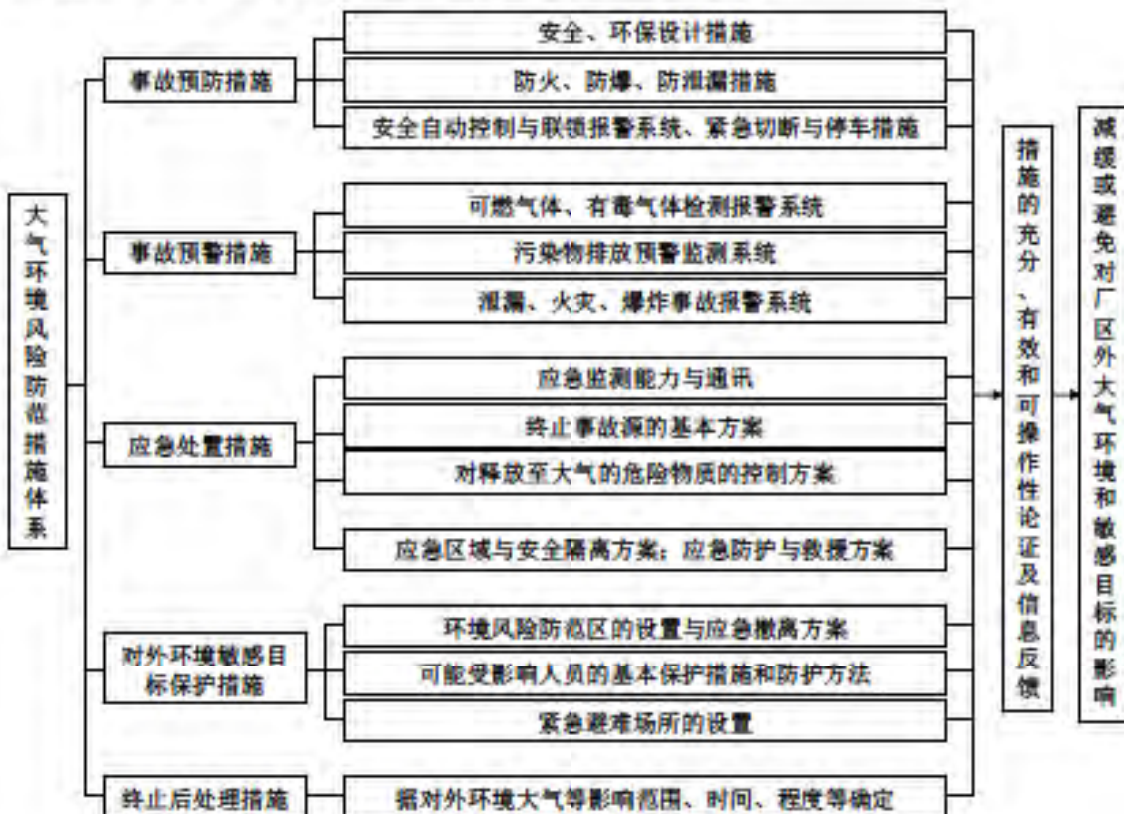 大气环境风险防范措施体系
事故预防措施
安全、环保设计措施
防火、防爆、防泄漏措施
安全自动控制与联锁报警系统、紧急切断与停车措施
事故预警措施
可燃气体、有毒气体检测报警系统
污染物排放预警监测系统
泄漏、火灾、爆炸事故报警系统
应急处置措施
应急监测能力与通讯
终止事故源的基本方案
对释放至大气的危险物质的控制方案
应急区域与安全隔离方案；应急防护与救援方案
对外环境敏感目
标保护措施
环境风险防范区的设置与应急撤离方案
可能受影响人员的基本保护措施和防护方法
紧急避难场所的设置
终止后处理措施
据对外环境大气等影响范围、时间、程度等确定
措施的充分、有效和可操作性论证及信息反馈
减缓或避免对厂区外大气环境和敏感目标的影响